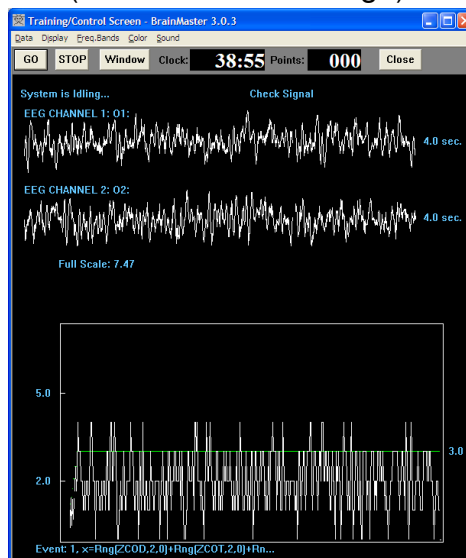 Training/Control Screen - BrainMaster 3.0.3
Data Display Freq.Bands Color Sound
GO STOP Window Clock: 38:55 Points: 000 Close
System is Idling... Check Signal
EEG CHANNEL 1: O1:
4.0 sec.
EEG CHANNEL 2: O2:
4.0 sec.
Full Scale: 7.47
5.0
3.0
2.0
Event: 1, x=Rng(ZCOD,2,0)+Rng(ZCOT,2,0)+Rn...